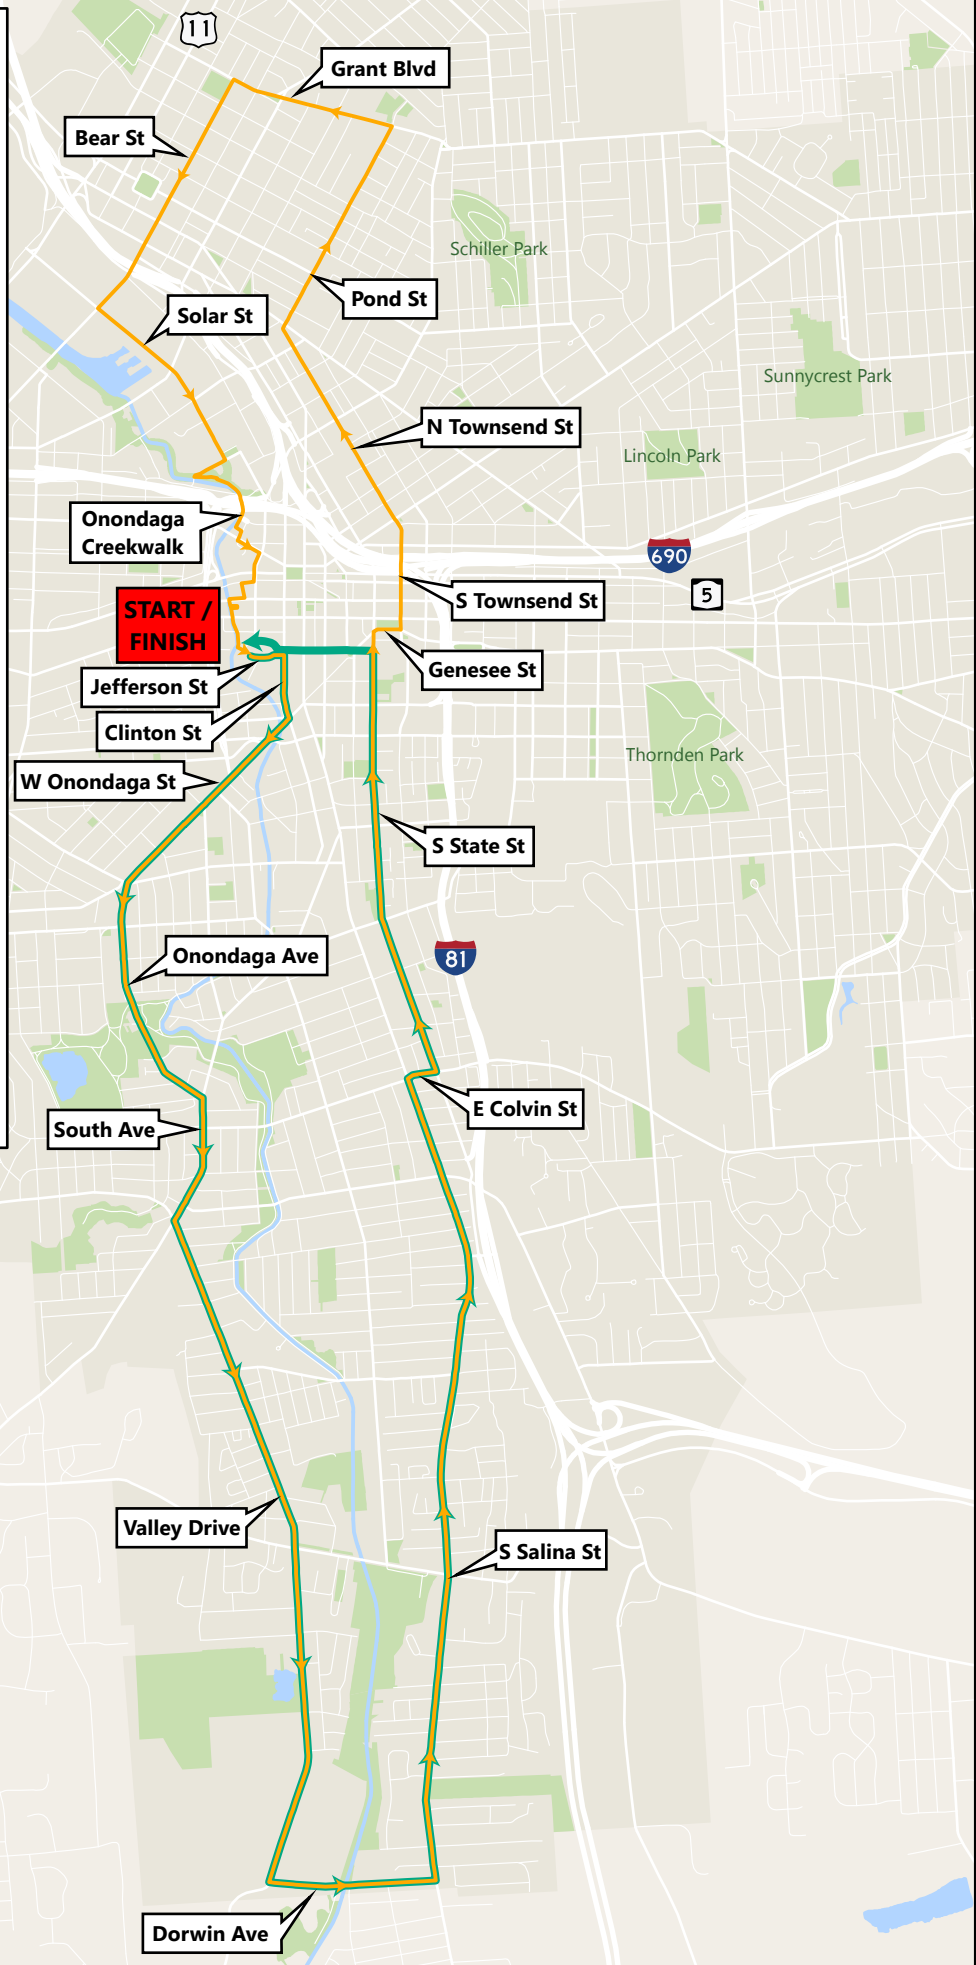 11
Grant Blvd
Bear St
Schiller Park
Pond St
Solar St
Sunnycrest Park
N Townsend St
Lincoln Park
Onondaga
Creekwalk
690
5
START /
FINISH
S Townsend St
Genesee St
Jefferson St
Clinton St
Thornden Park
W Onondaga St
S State St
Onondaga Ave
81
E Colvin St
South Ave
Valley Drive
S Salina St
Dorwin Ave